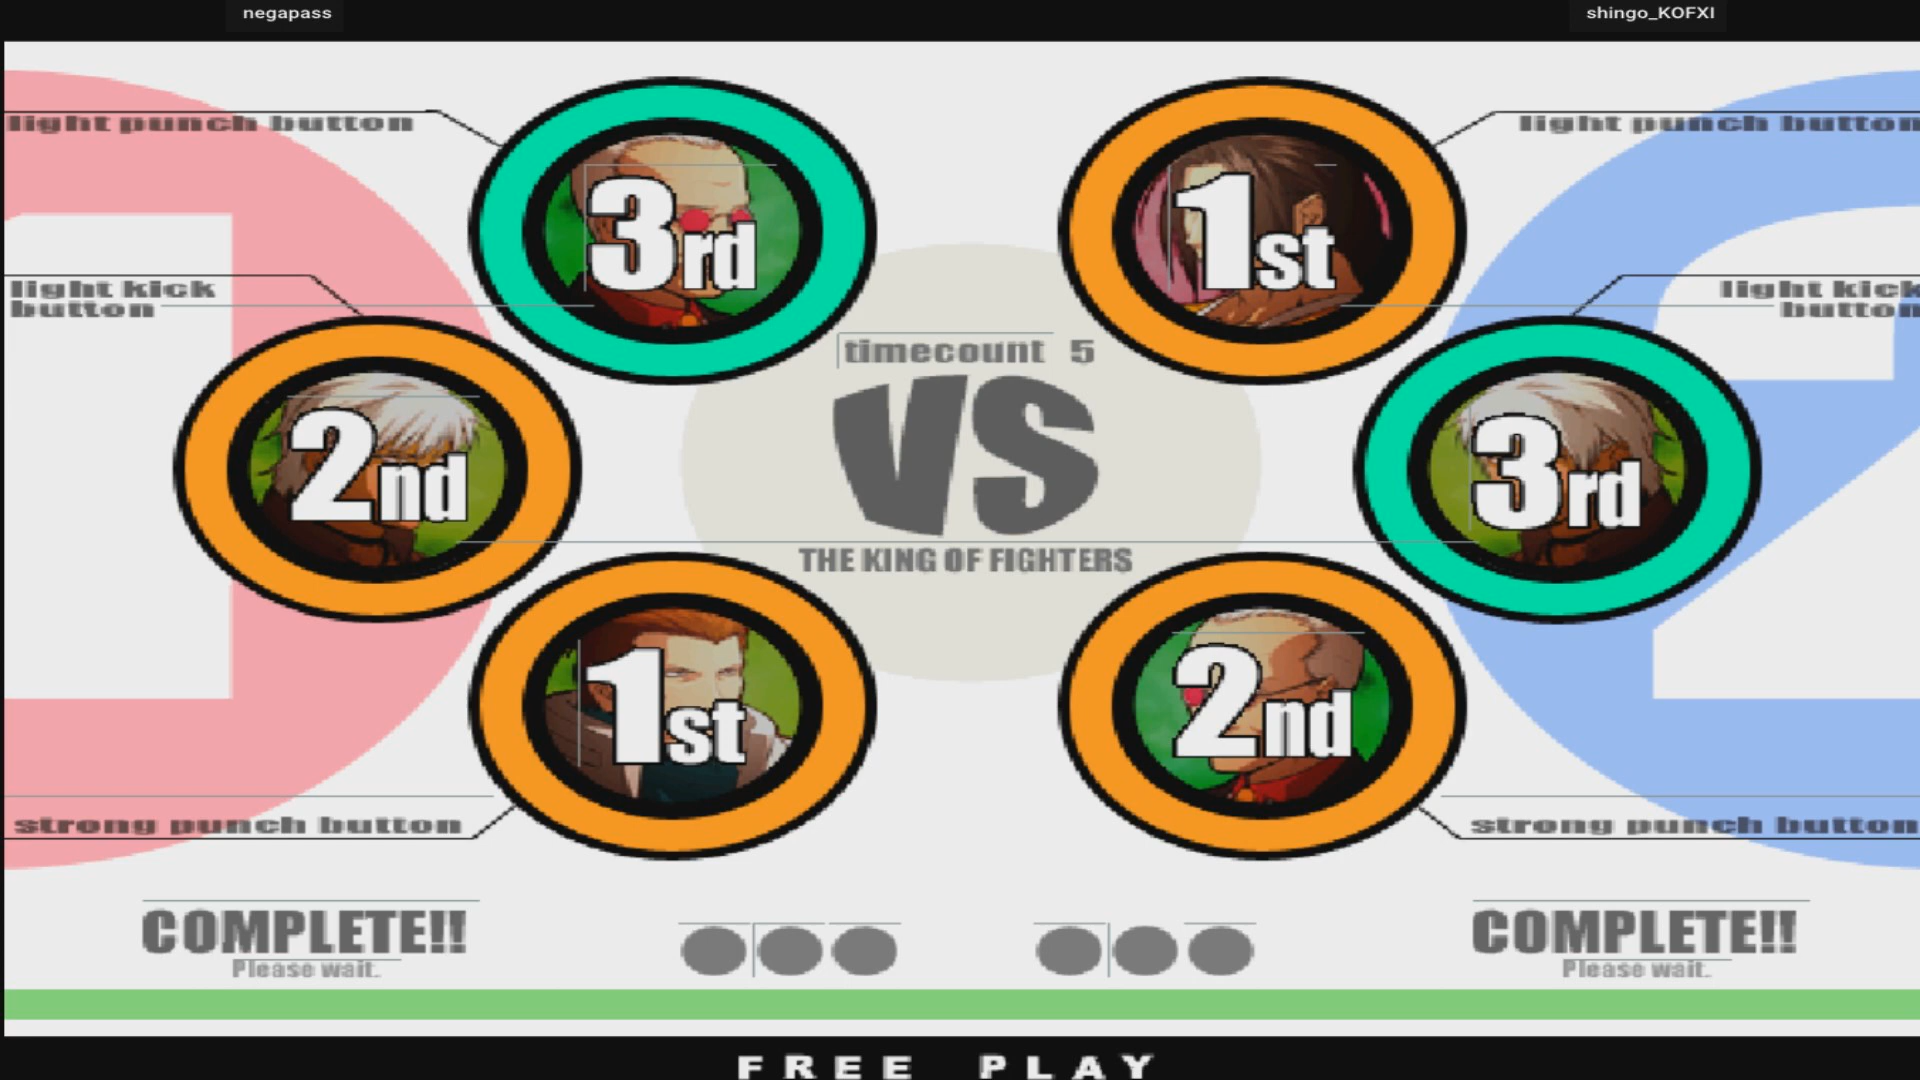 negapass
shingo_KOFXI
light punch button
light punch button
3rd
1st
light kick
button
light kick
button
timecount 5
VS
THE KING OF FIGHTERS
2nd
3rd
1st
2nd
strong punch button
strong punch button
COMPLETE!!
Please wait.
COMPLETE!!
Please wait.
FREE PLAY
1
2